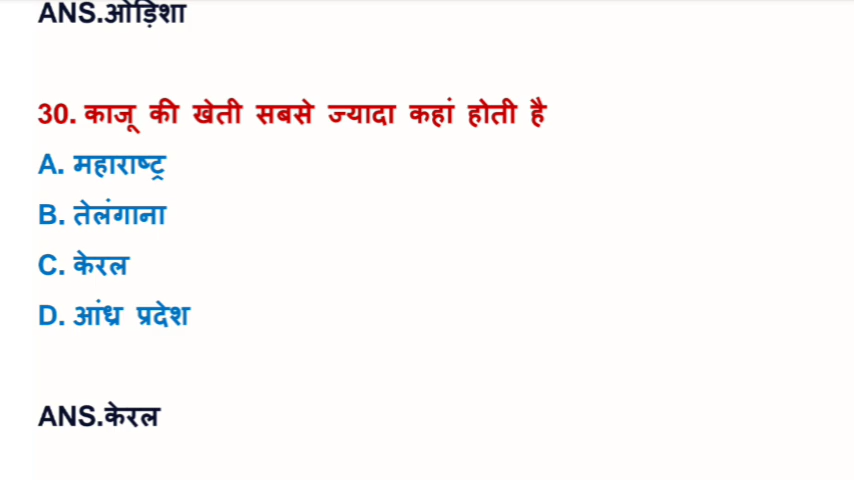 ANS.ओड़िशा
30. काजू की खेती सबसे ज्यादा कहां होती है
A. महाराष्ट्र
B. तेलंगाना
C. केरल
D. आंध्र प्रदेश
ANS.केरल